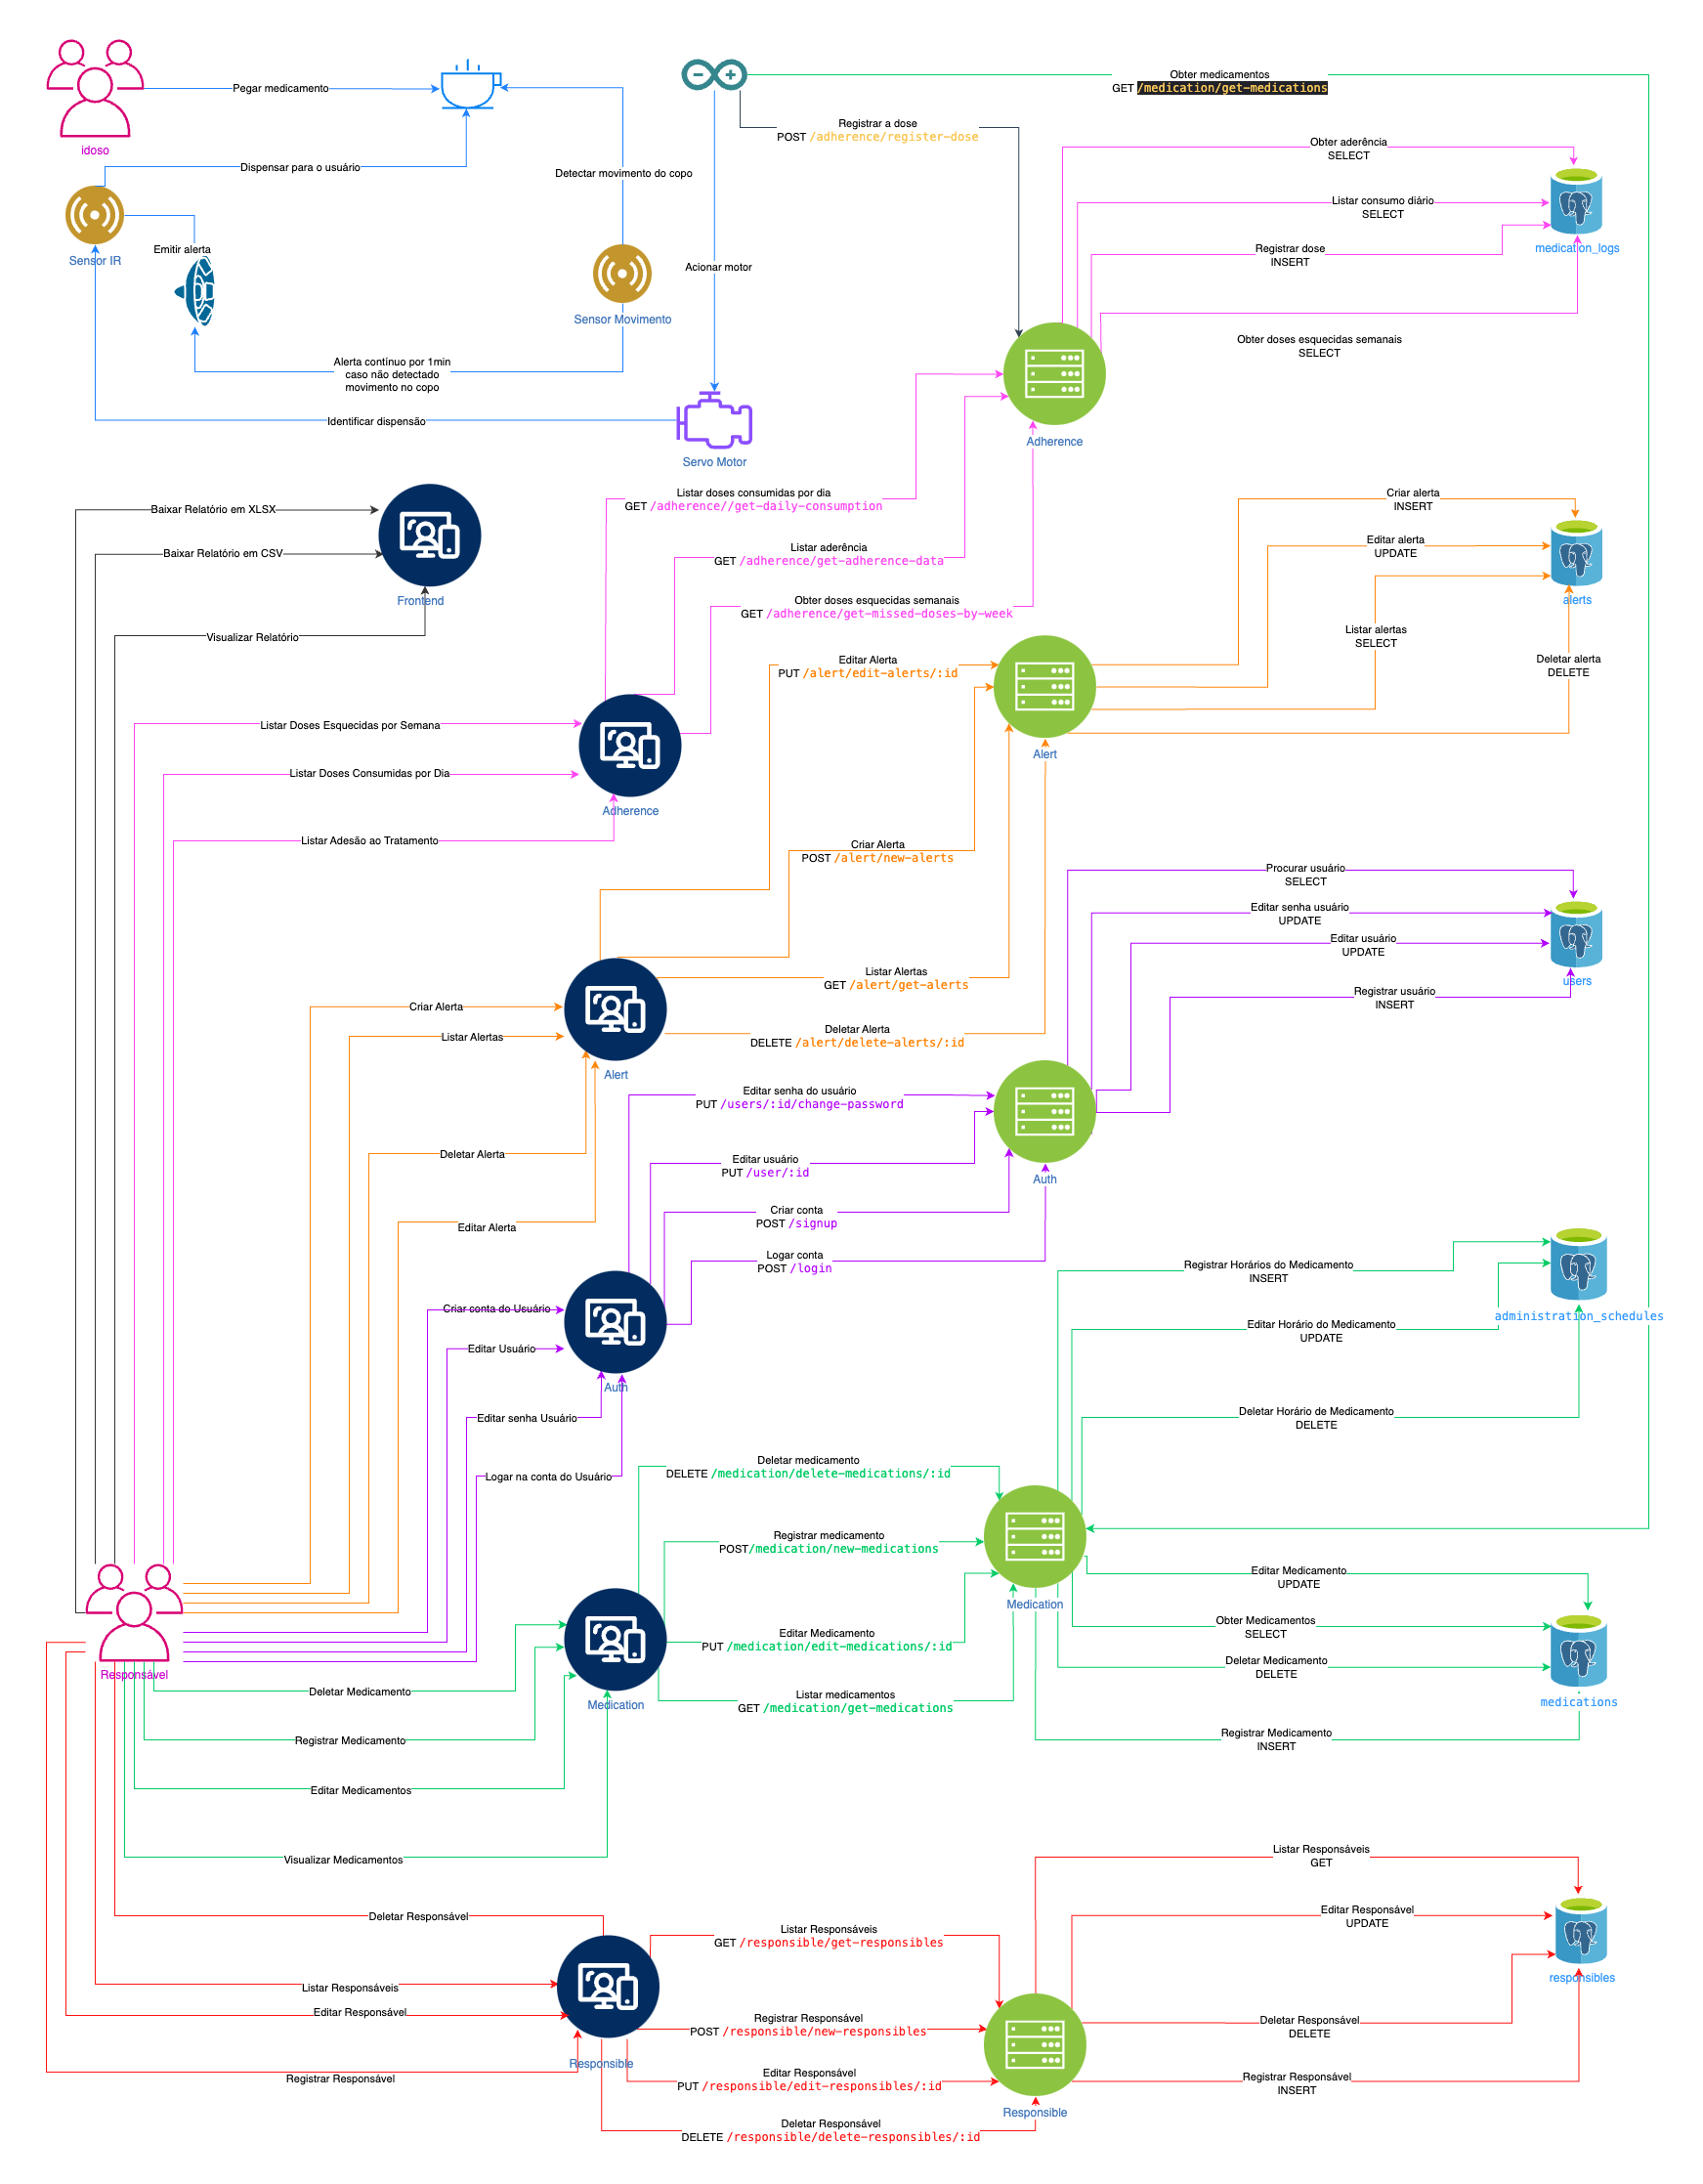 Pegar medicamento
idoso
Obter medicamentos
GET /medication/get-medications
Registrar a dose
POST /adherence/register-dose
Dispensar para o usuário
Detectar movimento do copo
Obter aderência
SELECT
Listar consumo diário
SELECT
Registrar dose
INSERT
medication_logs
Emitir alerta
Sensor IR
Acionar motor
Sensor Movimento
Obter doses esquecidas semanais
SELECT
Alerta contínuo por 1min
caso não detectado
movimento no copo
Identificar dispensão
Servo Motor
Adherence
Listar doses consumidas por dia
GET /adherence//get-daily-consumption
Baixar Relatório em XLSX
Baixar Relatório em CSV
Frontend
Visualizar Relatório
Listar aderência
GET /adherence/get-adherence-data
Obter doses esquecidas semanais
GET /adherence/get-missed-doses-by-week
Criar alerta
INSERT
Editar alerta
UPDATE
alerts
Listar alertas
SELECT
Deletar alerta
DELETE
Editar Alerta
PUT /alert/edit-alerts/:id
Alert
Listar Doses Esquecidas por Semana
Listar Doses Consumidas por Dia
Adherence
Listar Adesão ao Tratamento
Criar Alerta
POST /alert/new-alerts
Procurar usuário
SELECT
Editar senha usuário
UPDATE
Editar usuário
UPDATE
users
Registrar usuário
INSERT
Listar Alertas
GET /alert/get-alerts
Criar Alerta
Listar Alertas
Deletar Alerta
DELETE /alert/delete-alerts/:id
Alert
Editar senha do usuário
PUT /users/:id/change-password
Deletar Alerta
Editar usuário
PUT /user/:id
Auth
Editar Alerta
Criar conta
POST /signup
Logar conta
POST /login
Registrar Horários do Medicamento
INSERT
Criar conta do Usuário
Editar Horário do Medicamento
UPDATE
administration_schedules
Editar Usuário
Auth
Editar senha Usuário
Deletar Horário de Medicamento
DELETE
Logar na conta do Usuário
Deletar medicamento
DELETE /medication/delete-medications/:id
Registrar medicamento
POST/medication/new-medications
Medication
Editar Medicamento
UPDATE
Obter Medicamentos
SELECT
Editar Medicamento
PUT /medication/edit-medications/:id
Deletar Medicamento
DELETE
Responsável
Deletar Medicamento
Medication
Listar medicamentos
GET /medication/get-medications
medications
Registrar Medicamento
Registrar Medicamento
INSERT
Editar Medicamentos
Visualizar Medicamentos
Listar Responsáveis
GET
Deletar Responsável
Listar Responsáveis
GET /responsible/get-responsibles
Editar Responsável
UPDATE
responsibles
Listar Responsáveis
Editar Responsável
Registrar Responsável
POST /responsible/new-responsibles
Deletar Responsável
DELETE
Responsible
Registrar Responsável
Editar Responsável
PUT /responsible/edit-responsibles/:id
Registrar Responsável
INSERT
Responsible
Deletar Responsável
DELETE /responsible/delete-responsibles/:id